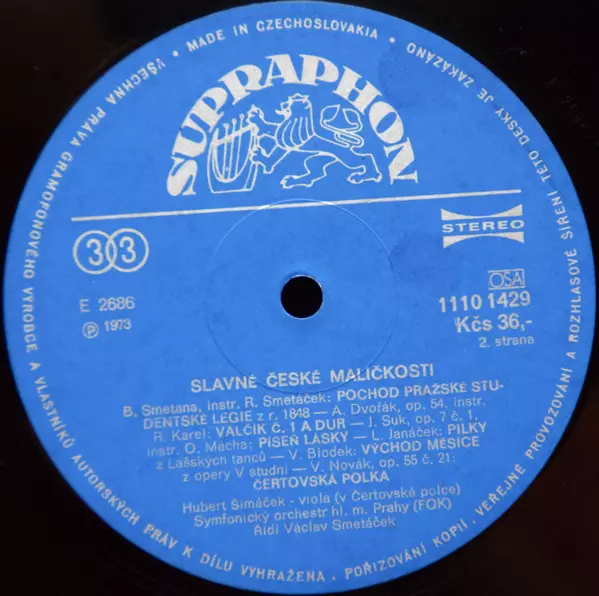 VŠECHNA PRÁVA GRAMOFONOVÉHO VÝROBCE A VLASTNÍKŮ AUTORSKÝCH PRÁV K DÍLU VYHRAŽENA. • POŘIZOVÁNÍ KOPIÍ, VEŘEJNÉ PROVOZOVÁNÍ A ROZHLASOVÉ ŠÍŘENÍ TÉTO DESKY JE ZAKÁZÁNO • MADE IN CZECHOSLOVAKIA •
SUPRAPHON
33
STEREO
E 2686
Ⓟ 1973
OSA
1110 1429
Kčs 36,-
2. strana
SLAVNÉ ČESKÉ MALIČKOSTI
B. Smetana, instr. R. Smetáček: POCHOD PRAŽSKÉ STU-
DENTSKÉ LEGIE z r. 1848 — A. Dvořák, op. 54, instr.
R. Karel: VALČÍK Č. 1 A DUR — J. Suk, op. 7 č. 1,
instr. O. Mácha: PÍSEŇ LÁSKY — L. Janáček: PILKY
z Lašských tanců — V. Blodek: VÝCHOD MĚSÍCE
z opery V studni — V. Novák, op. 55 č. 21:
ČERTOVSKÁ POLKA
Hubert Šimáček - viola (v Čertovské polce)
Symfonický orchestr hl. m. Prahy (FOK)
Řídí Václav Smetáček